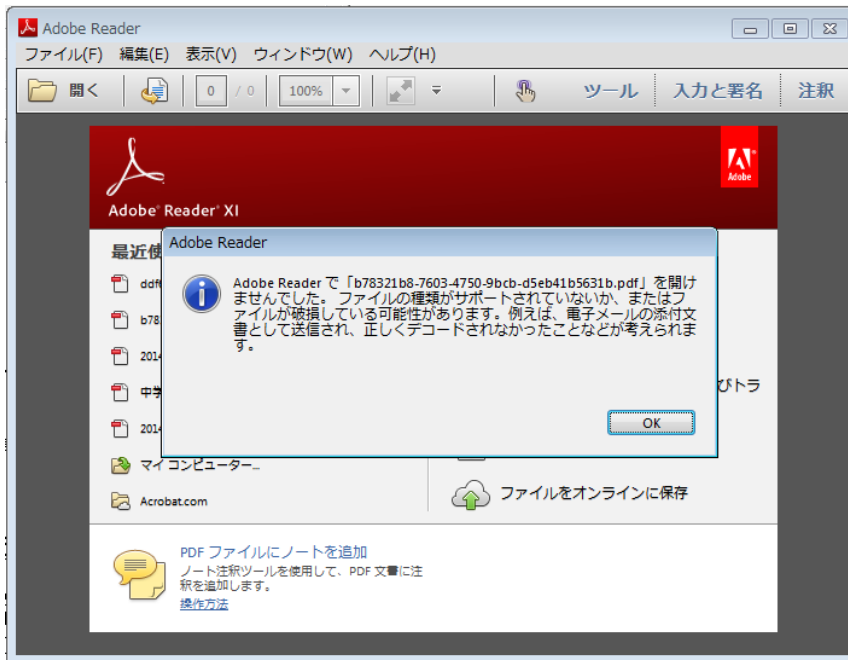 Adobe Reader
ファイル(F) 編集(E) 表示(V) ウィンドウ(W) ヘルプ(H)
開く 0 / 0 100% ツール 入力と署名 注釈
Adobe
Adobe® Reader® XI
最近使
Adobe Reader
Adobe Reader で「b78321b8-7603-4750-9bcb-d5eb41b5631b.pdf」を開け
ませんでした。ファイルの種類がサポートされていないか、またはフ
ァイルが破損している可能性があります。例えば、電子メールの添付文
書として送信され、正しくデコードされなかったことなどが考えられま
す。
OK
b78
2014
中学
2014
びトラ
マイ コンピューター...
Acrobat.com
ファイルをオンラインに保存
PDF ファイルにノートを追加
ノート注釈ツールを使用して、PDF 文書に注
釈を追加します。
操作方法